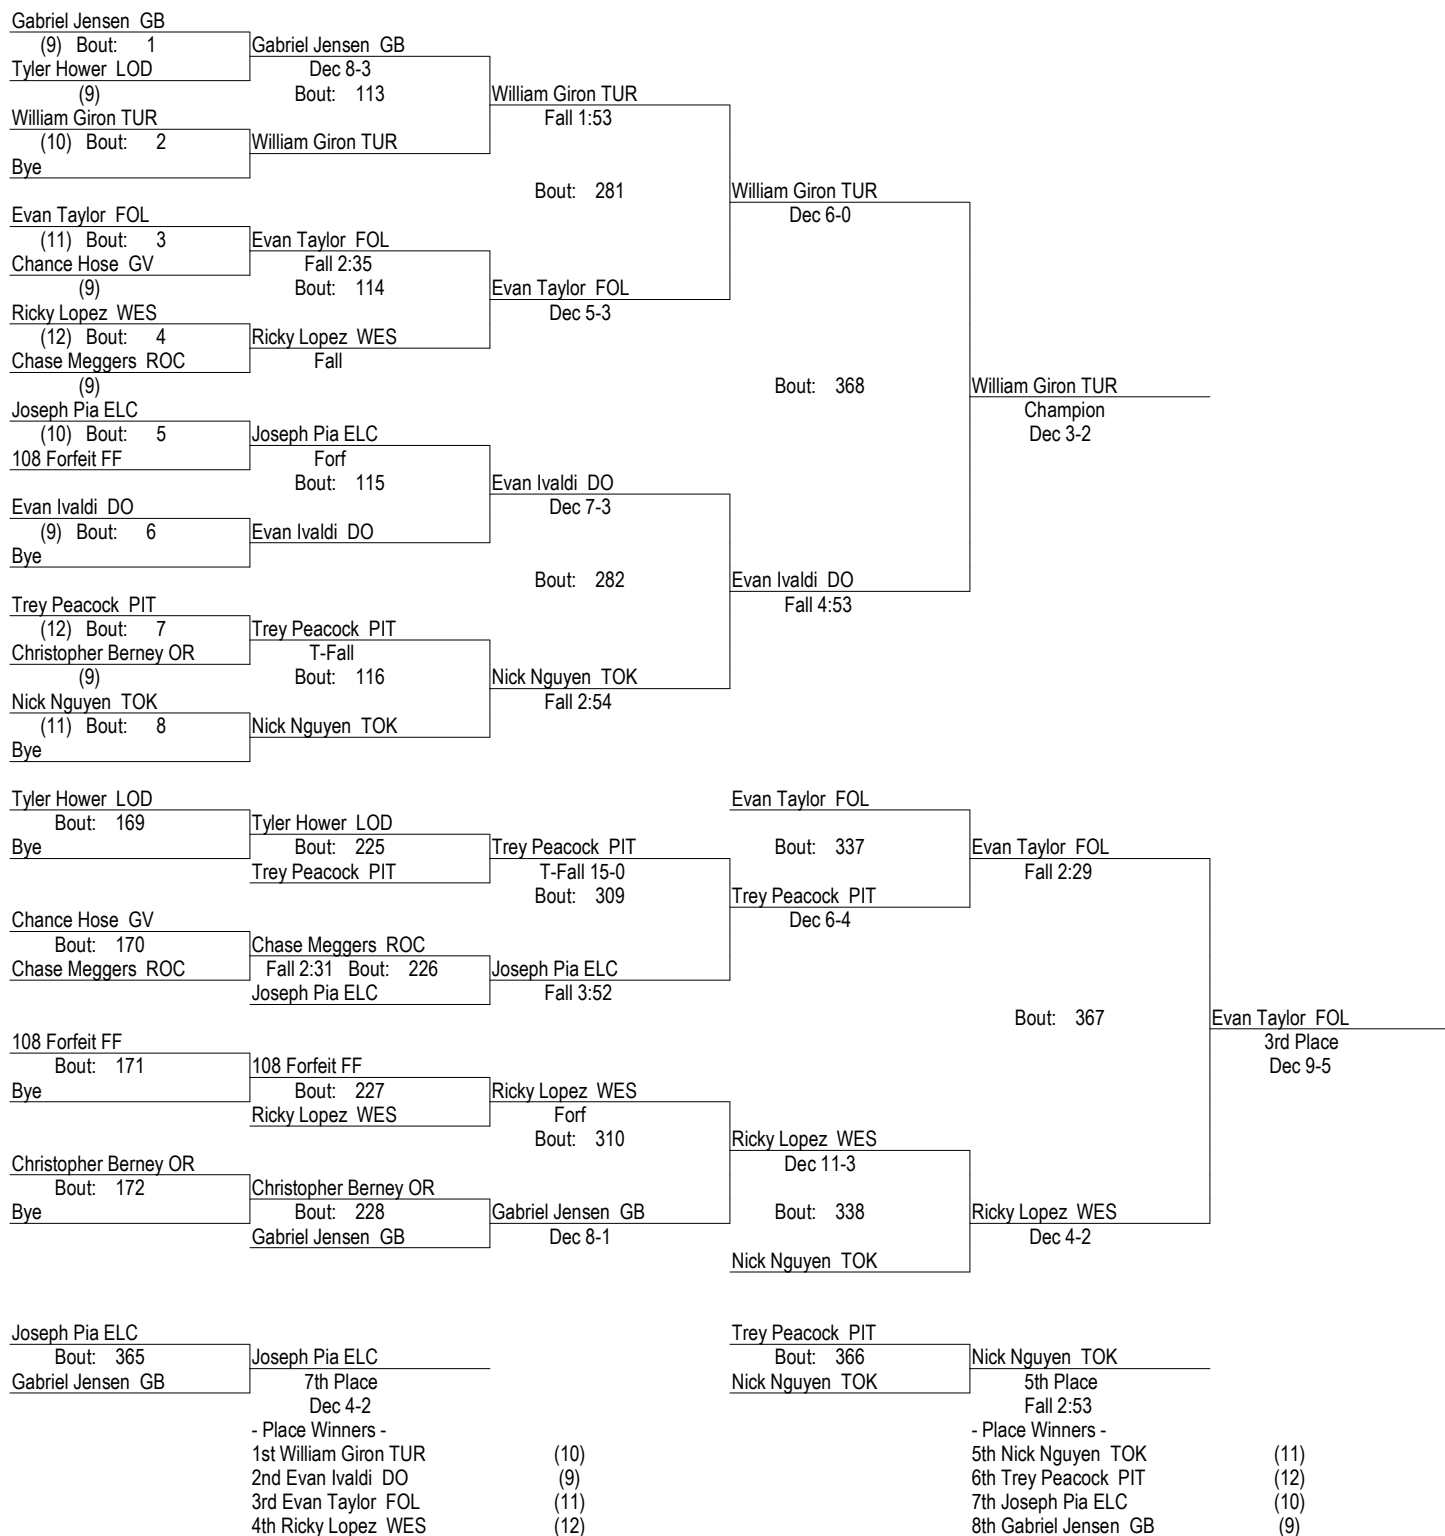 Gabriel Jensen GB
(9) Bout: 1
Gabriel Jensen GB
Tyler Hower LOD
Dec 8-3
(9)
Bout: 113
William Giron TUR
William Giron TUR
Fall 1:53
(10) Bout: 2
William Giron TUR
Bye
Bout: 281
William Giron TUR
Evan Taylor FOL
Dec 6-0
(11) Bout: 3
Evan Taylor FOL
Chance Hose GV
Fall 2:35
(9)
Bout: 114
Evan Taylor FOL
Ricky Lopez WES
Dec 5-3
(12) Bout: 4
Ricky Lopez WES
Chase Meggers ROC
Fall
(9)
Bout: 368
William Giron TUR
Joseph Pia ELC
Champion
(10) Bout: 5
Joseph Pia ELC
Dec 3-2
108 Forfeit FF
Forf
Bout: 115
Evan Ivaldi DO
Evan Ivaldi DO
Dec 7-3
(9) Bout: 6
Evan Ivaldi DO
Bye
Bout: 282
Evan Ivaldi DO
Trey Peacock PIT
Fall 4:53
(12) Bout: 7
Trey Peacock PIT
Christopher Berney OR
T-Fall
(9)
Bout: 116
Nick Nguyen TOK
Nick Nguyen TOK
Fall 2:54
(11) Bout: 8
Nick Nguyen TOK
Bye
Tyler Hower LOD
Evan Taylor FOL
Bout: 169
Tyler Hower LOD
Bye
Bout: 225
Trey Peacock PIT
Bout: 337
Evan Taylor FOL
Trey Peacock PIT
T-Fall 15-0
Fall 2:29
Bout: 309
Trey Peacock PIT
Chance Hose GV
Dec 6-4
Bout: 170
Chase Meggers ROC
Chase Meggers ROC
Fall 2:31 Bout: 226
Joseph Pia ELC
Joseph Pia ELC
Fall 3:52
Bout: 367
Evan Taylor FOL
108 Forfeit FF
3rd Place
Bout: 171
108 Forfeit FF
Dec 9-5
Bye
Bout: 227
Ricky Lopez WES
Ricky Lopez WES
Forf
Bout: 310
Ricky Lopez WES
Christopher Berney OR
Dec 11-3
Bout: 172
Christopher Berney OR
Bye
Bout: 228
Gabriel Jensen GB
Bout: 338
Ricky Lopez WES
Gabriel Jensen GB
Dec 8-1
Dec 4-2
Nick Nguyen TOK
Joseph Pia ELC
Trey Peacock PIT
Bout: 365
Joseph Pia ELC
Bout: 366
Nick Nguyen TOK
Gabriel Jensen GB
7th Place
Nick Nguyen TOK
5th Place
Dec 4-2
Fall 2:53
- Place Winners -
- Place Winners -
1st William Giron TUR (10)
5th Nick Nguyen TOK (11)
2nd Evan Ivaldi DO (9)
6th Trey Peacock PIT (12)
3rd Evan Taylor FOL (11)
7th Joseph Pia ELC (10)
4th Ricky Lopez WES (12)
8th Gabriel Jensen GB (9)